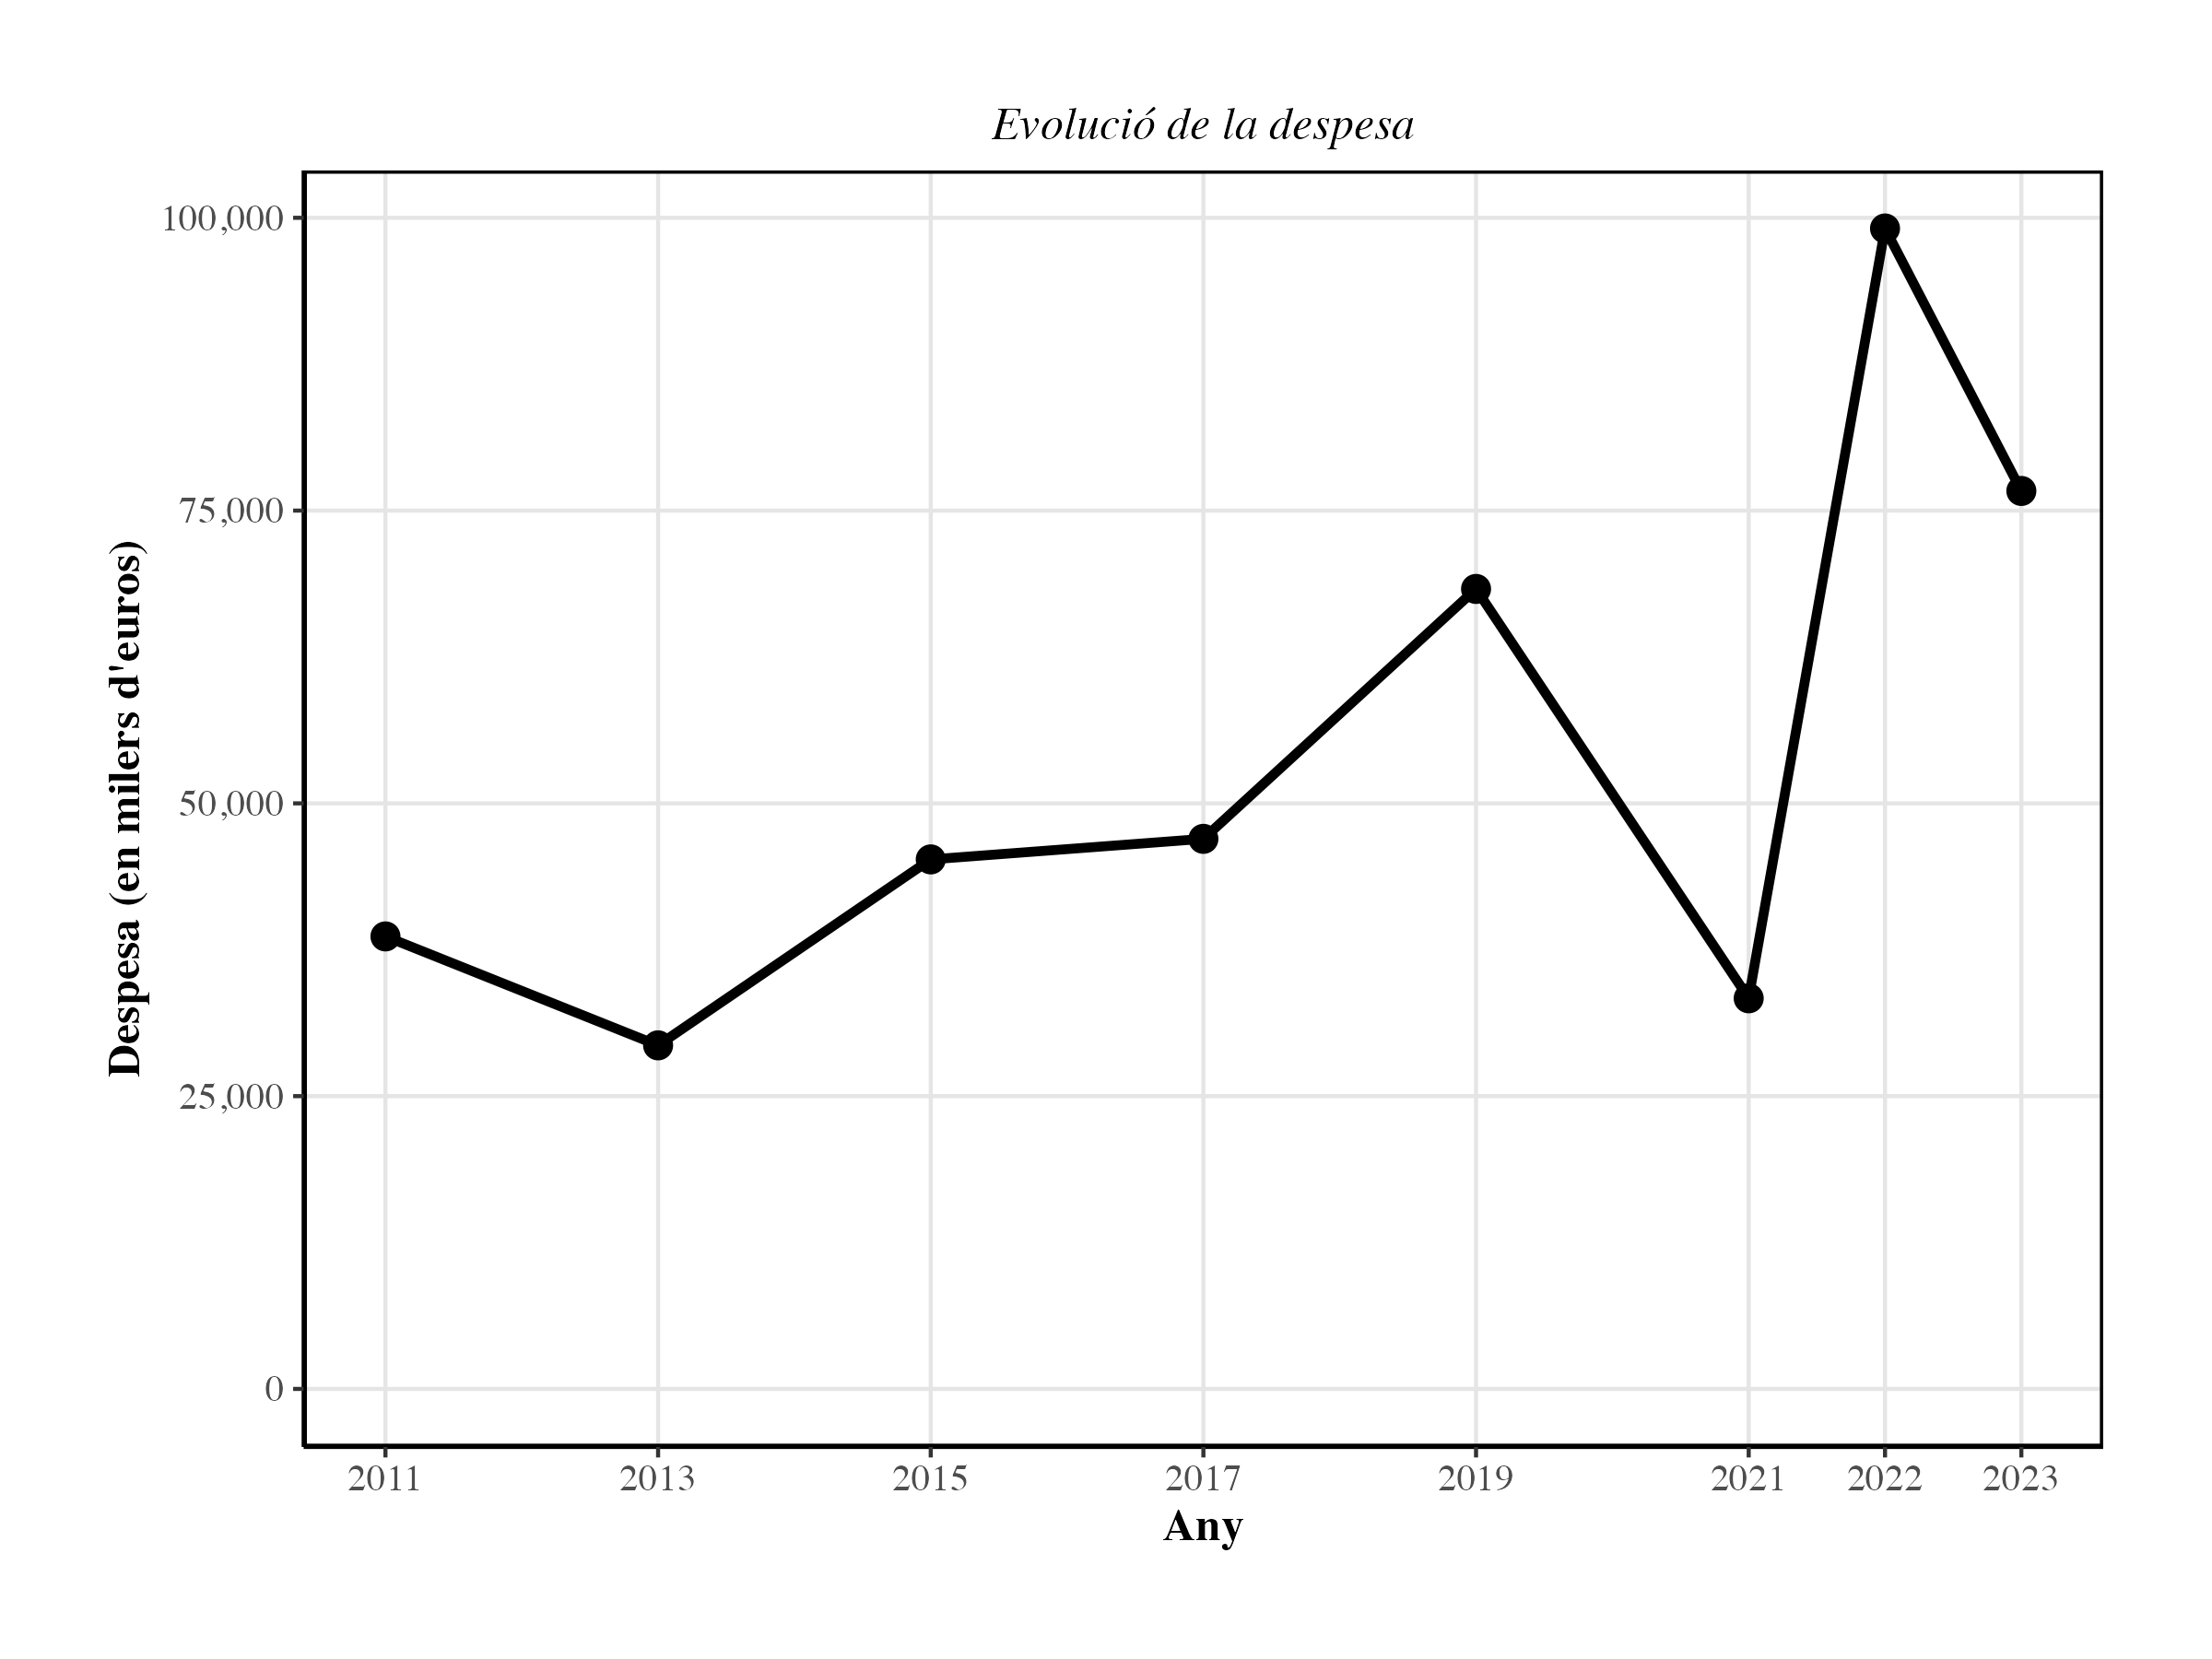 Evolució de la despesa
Despesa (en milers d'euros)
100,000
75,000
50,000
25,000
0
2011 2013 2015 2017 2019 2021 2022 2023
Any